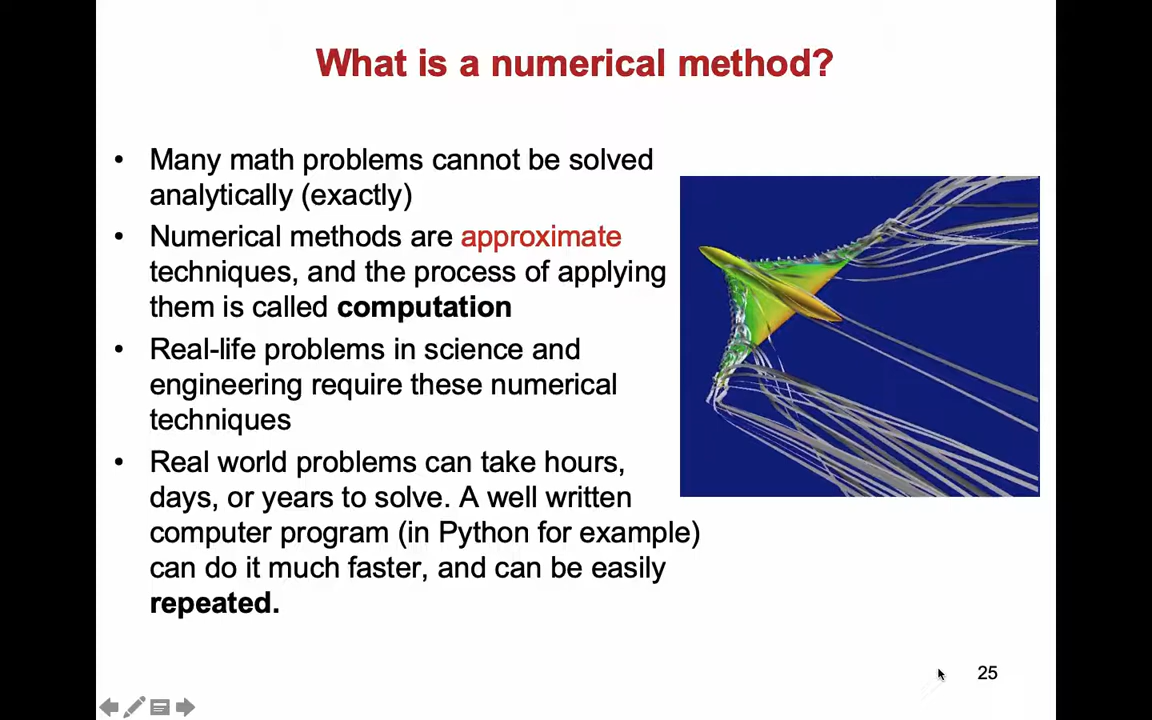 What is a numerical method?
• Many math problems cannot be solved
analytically (exactly)
• Numerical methods are approximate
techniques, and the process of applying
them is called computation
• Real-life problems in science and
engineering require these numerical
techniques
• Real world problems can take hours,
days, or years to solve. A well written
computer program (in Python for example)
can do it much faster, and can be easily
repeated.
25